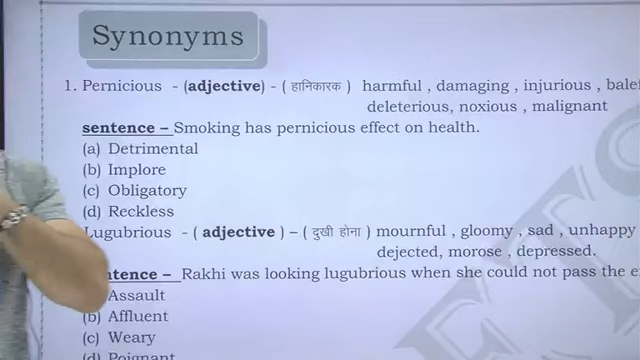 Synonyms
1. Pernicious - (adjective) - ( हानिकारक ) harmful , damaging , injurious ,
deleterious, noxious , malignant
sentence – Smoking has pernicious effect on health.
(a) Detrimental
(b) Implore
(c) Obligatory
(d) Reckless
Lugubrious - ( adjective ) – ( दुखी होना ) mournful , gloomy , sad , unhappy
dejected, morose , depressed.
Rakhi was looking lugubrious when she could not pass the
Assault
(b) Affluent
(c) Weary
(d) Poignant